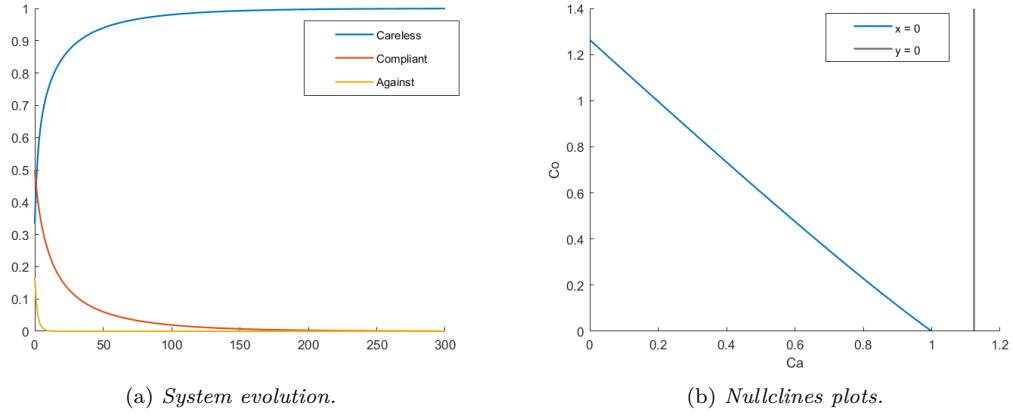 1
0.9
0.8
0.7
0.6
0.5
0.4
0.3
0.2
0.1
0
0 50 100 150 200 250 300
Careless
Compliant
Against
(a) System evolution.
1.4
1.2
1
0.8
0.6
0.4
0.2
0
Co
0 0.2 0.4 0.6 0.8 1 1.2
Ca
x = 0
y = 0
(b) Nullclines plots.